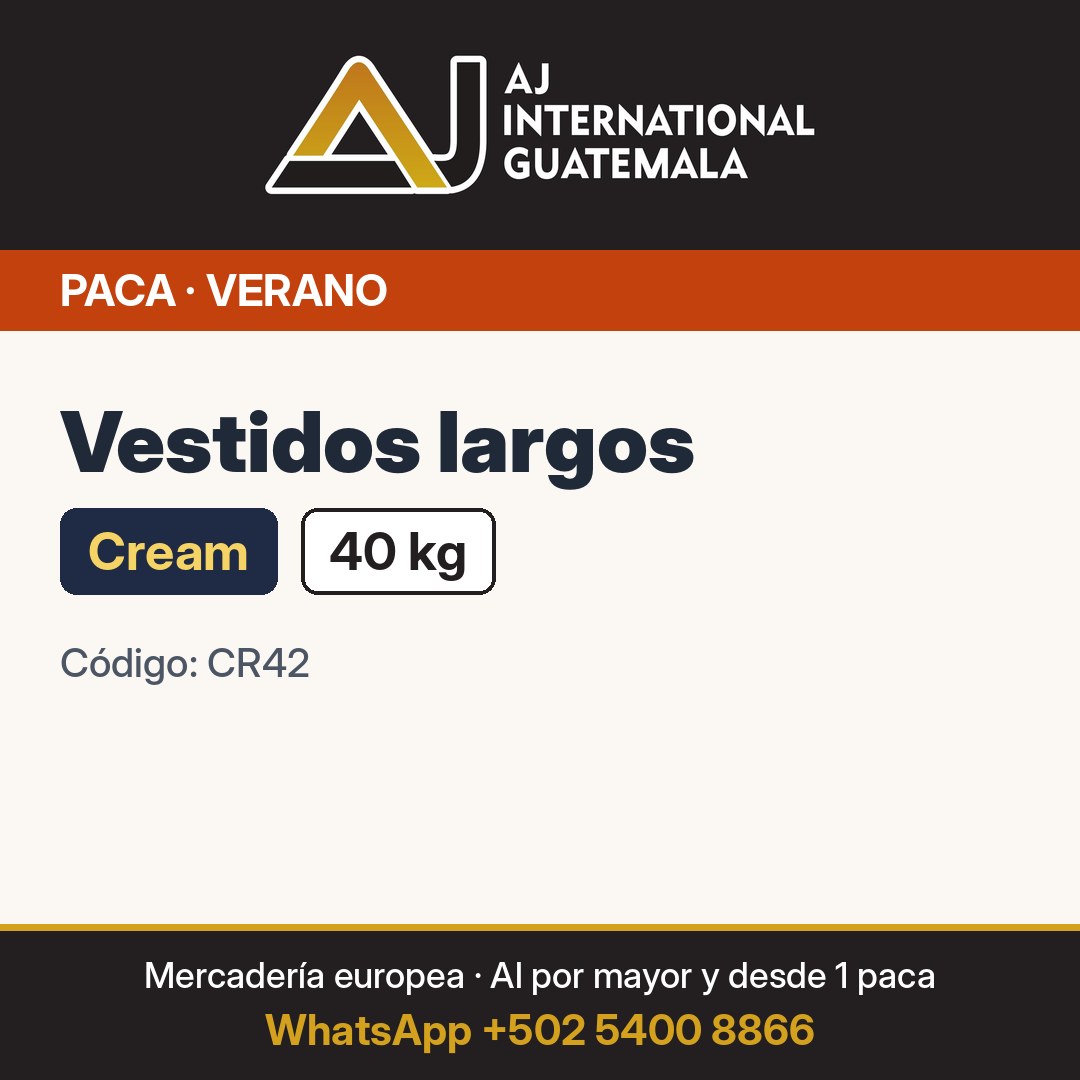 AJ
INTERNATIONAL
GUATEMALA
PACA · VERANO
Vestidos largos
Cream
40 kg
Código: CR42
Mercadería europea · Al por mayor y desde 1 paca
WhatsApp +502 5400 8866